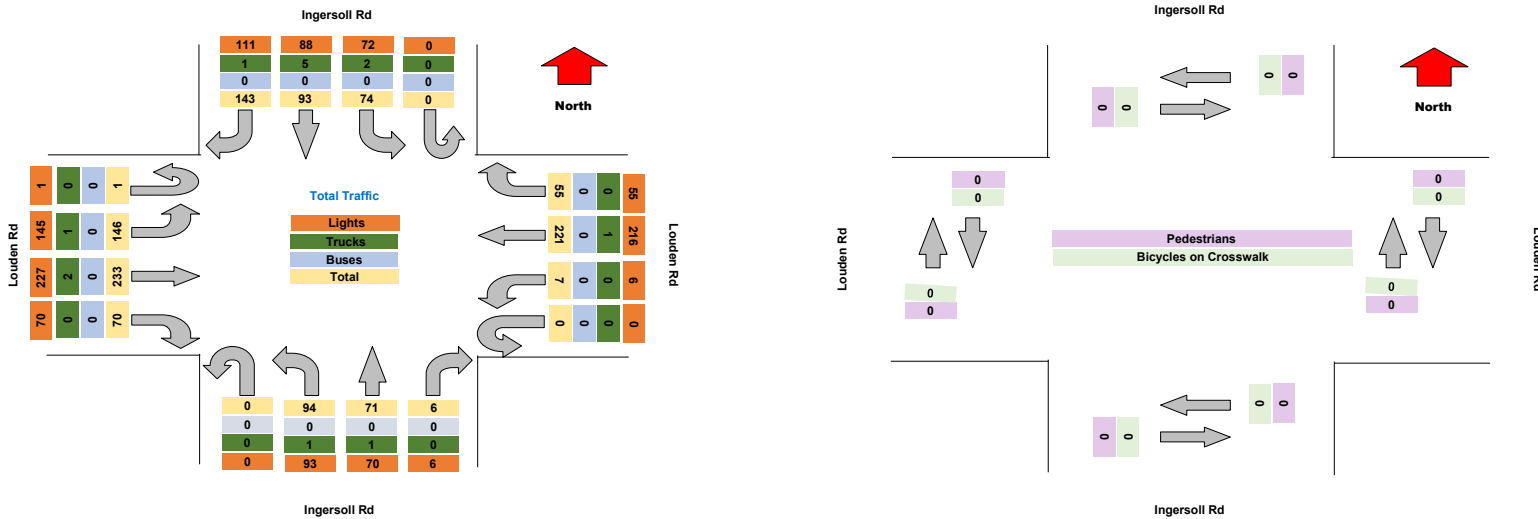 Ingersoll Rd
111 88 72 0
1 5 2 0
0 0 0 0
143 93 74 0
North
1 0 0 1
145 1 0 146
227 2 0 233
70 0 0 70
Louden Rd
Total Traffic
Lights
Trucks
Buses
Total
55 0 0 55
221 0 1 216
7 0 0 6
0 0 0 0
Louden Rd
0 94 71 6
0 0 0 0
0 1 1 0
0 93 70 6
Ingersoll Rd
Ingersoll Rd
0 0
0 0
North
0
0
0
0
Louden Rd
Pedestrians
Bicycles on Crosswalk
0
0
0
0
Louden Rd
0 0
0 0
Ingersoll Rd